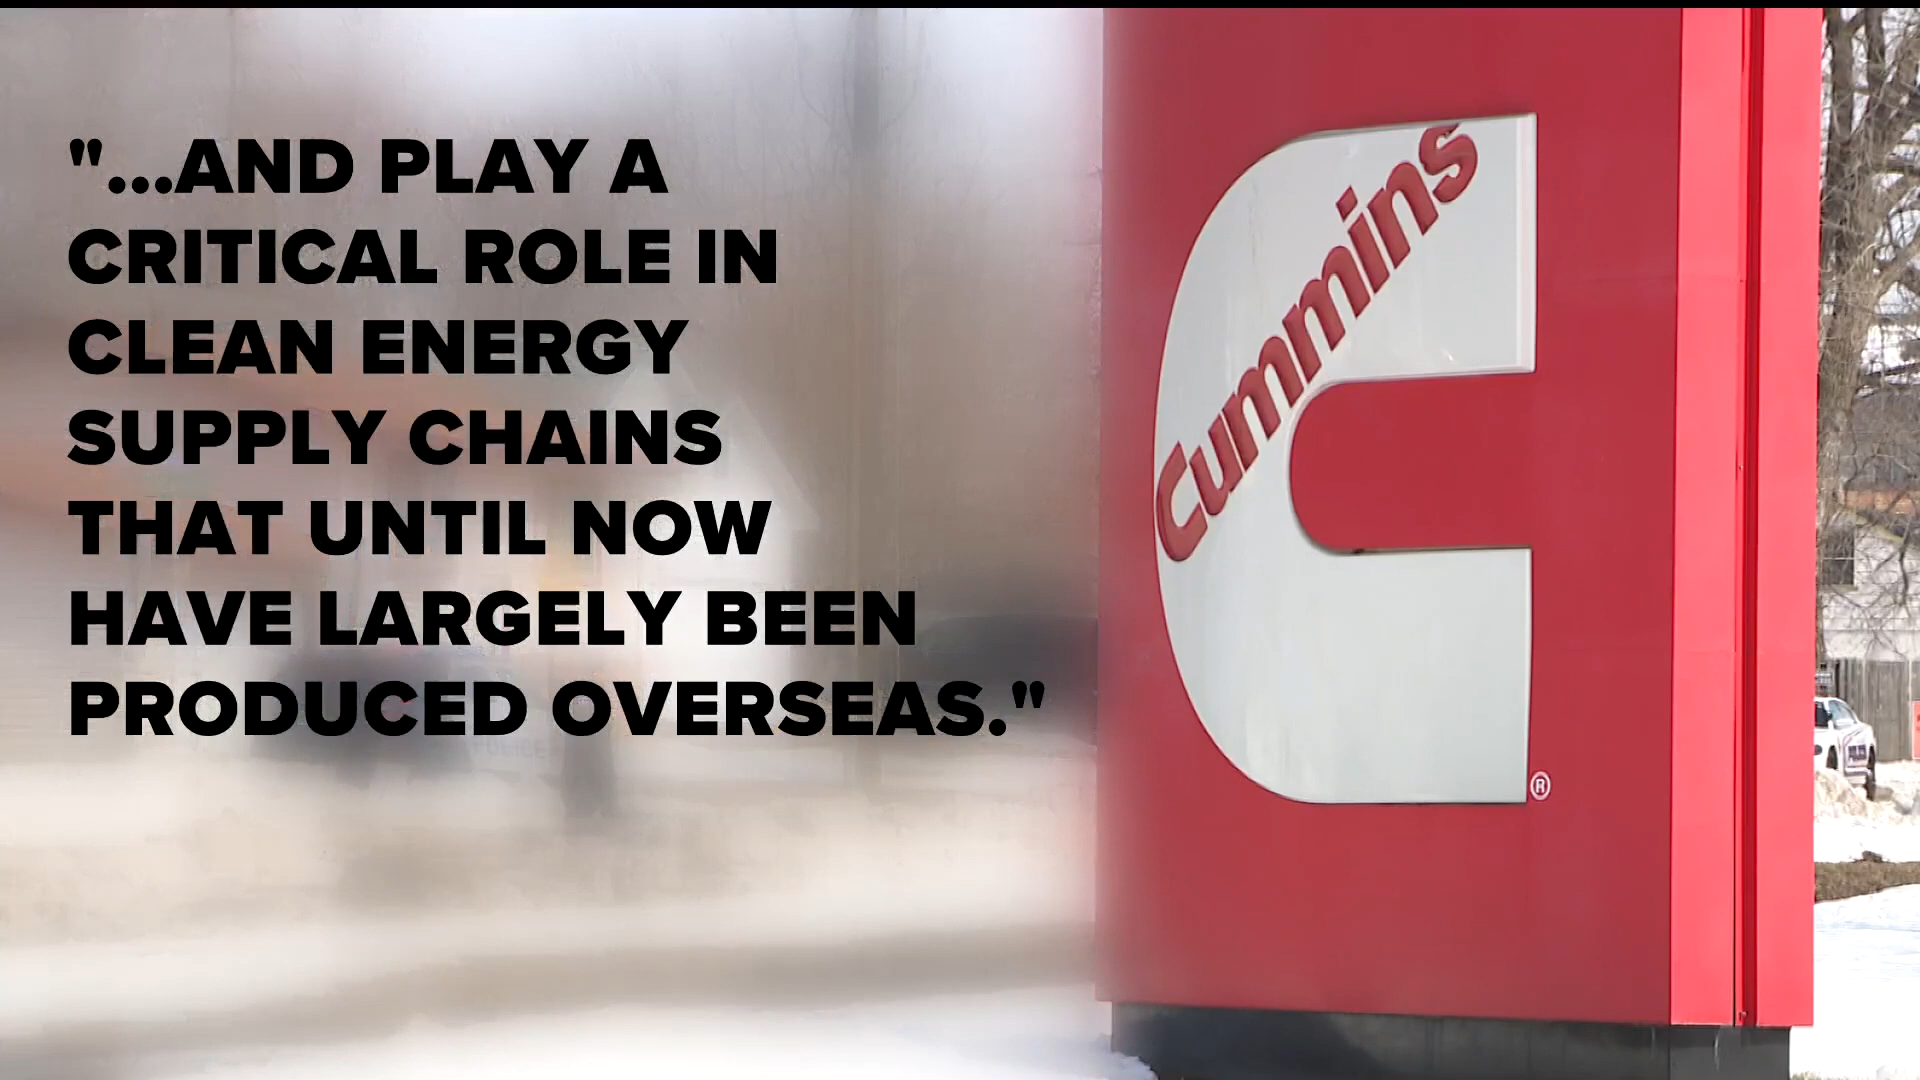 "...AND PLAY A
CRITICAL ROLE IN
CLEAN ENERGY
SUPPLY CHAINS
THAT UNTIL NOW
HAVE LARGELY BEEN
PRODUCED OVERSEAS."
Cummins
®